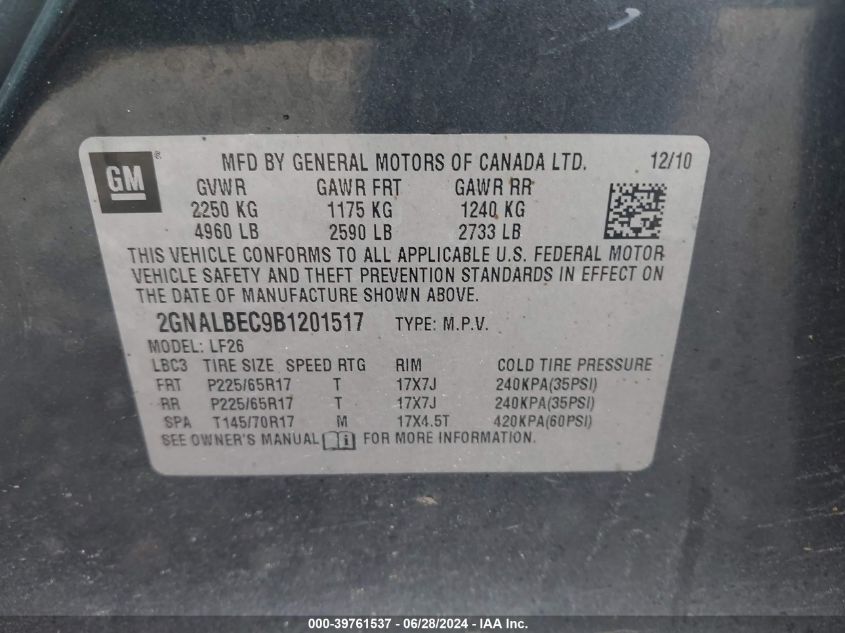 GM ® MFD BY GENERAL MOTORS OF CANADA LTD. 12/10
GVWR GAWR FRT GAWR RR
2250 KG 1175 KG 1240 KG
4960 LB 2590 LB 2733 LB
THIS VEHICLE CONFORMS TO ALL APPLICABLE U.S. FEDERAL MOTOR
VEHICLE SAFETY AND THEFT PREVENTION STANDARDS IN EFFECT ON
THE DATE OF MANUFACTURE SHOWN ABOVE.
2GNALBEC9B1201517 TYPE: M.P.V.
MODEL: LF26
LBC3 TIRE SIZE SPEED RTG RIM COLD TIRE PRESSURE
FRT P225/65R17 T 17X7J 240KPA(35PSI)
RR P225/65R17 T 17X7J 240KPA(35PSI)
SPA T145/70R17 M 17X4.5T 420KPA(60PSI)
SEE OWNER'S MANUAL i FOR MORE INFORMATION.
000-39761537 - 06/28/2024 - IAA Inc.